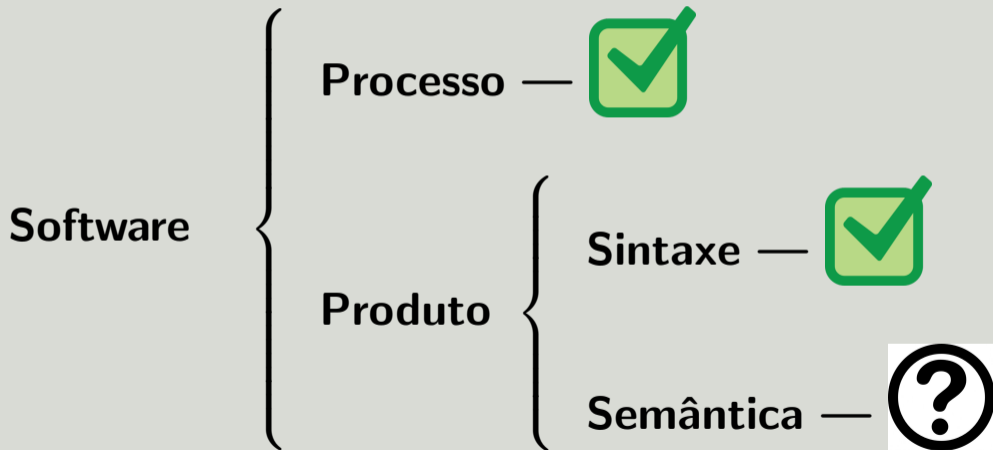 Processo —
Software
Sintaxe —
Produto
Semântica — ?